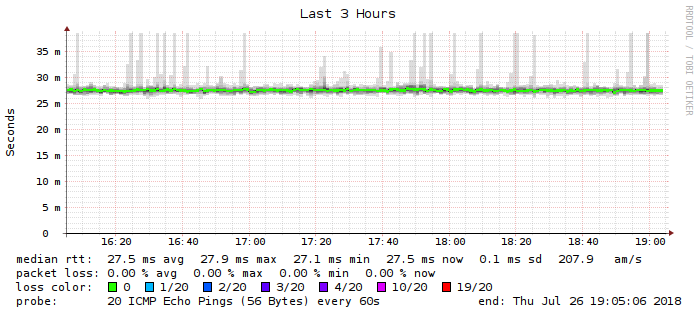 Last 3 Hours
RRDTOOL / TOBI OETIKER
Seconds
35 m
30 m
25 m
20 m
15 m
10 m
5 m
0
16:20 16:40 17:00 17:20 17:40 18:00 18:20 18:40 19:00
median rtt: 27.5 ms avg 27.9 ms max 27.1 ms min 27.5 ms now 0.1 ms sd 207.9 am/s
packet loss: 0.00 % avg 0.00 % max 0.00 % min 0.00 % now
loss color: 0 1/20 2/20 3/20 4/20 10/20 19/20
probe: 20 ICMP Echo Pings (56 Bytes) every 60s end: Thu Jul 26 19:05:06 2018